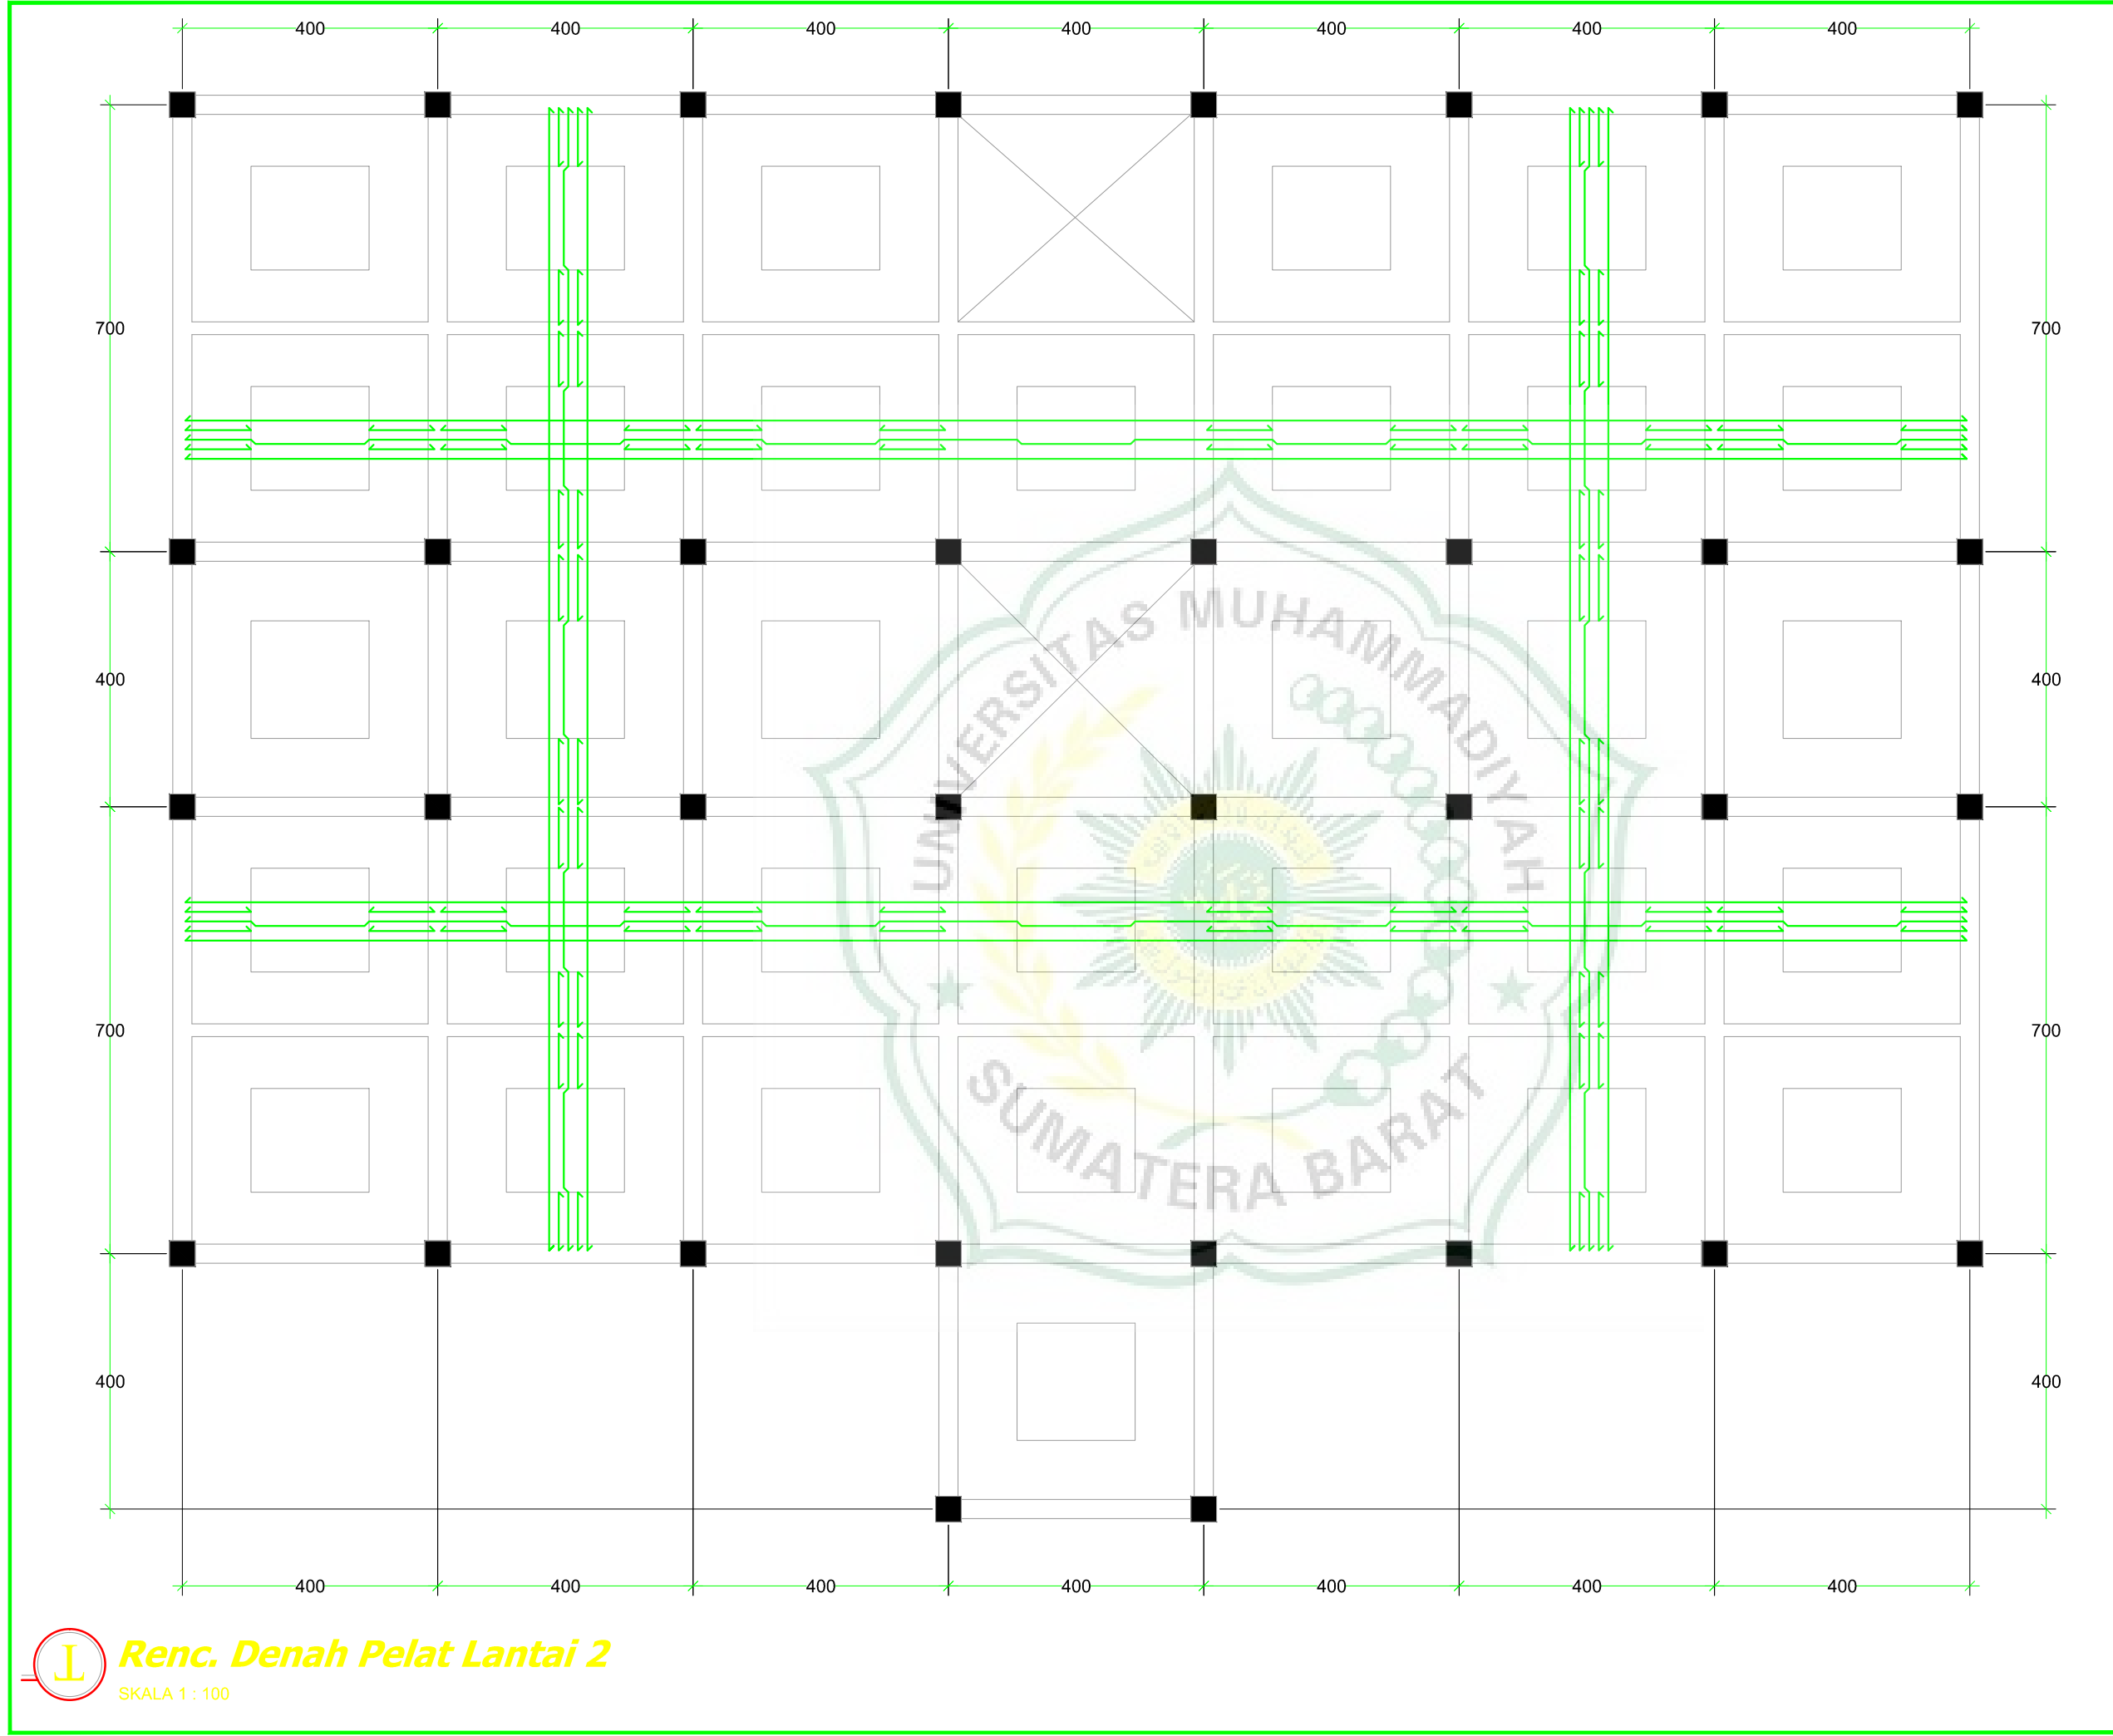 400 400 400 400 400 400 400
700 700
UNIVERSITAS MUHAMMADIYAH
400 400
700 700
SUMATERA BARAT
400 400
400 400 400 400 400 400 400
Renc. Denah Pelat Lantai 2
SKALA 1 : 100